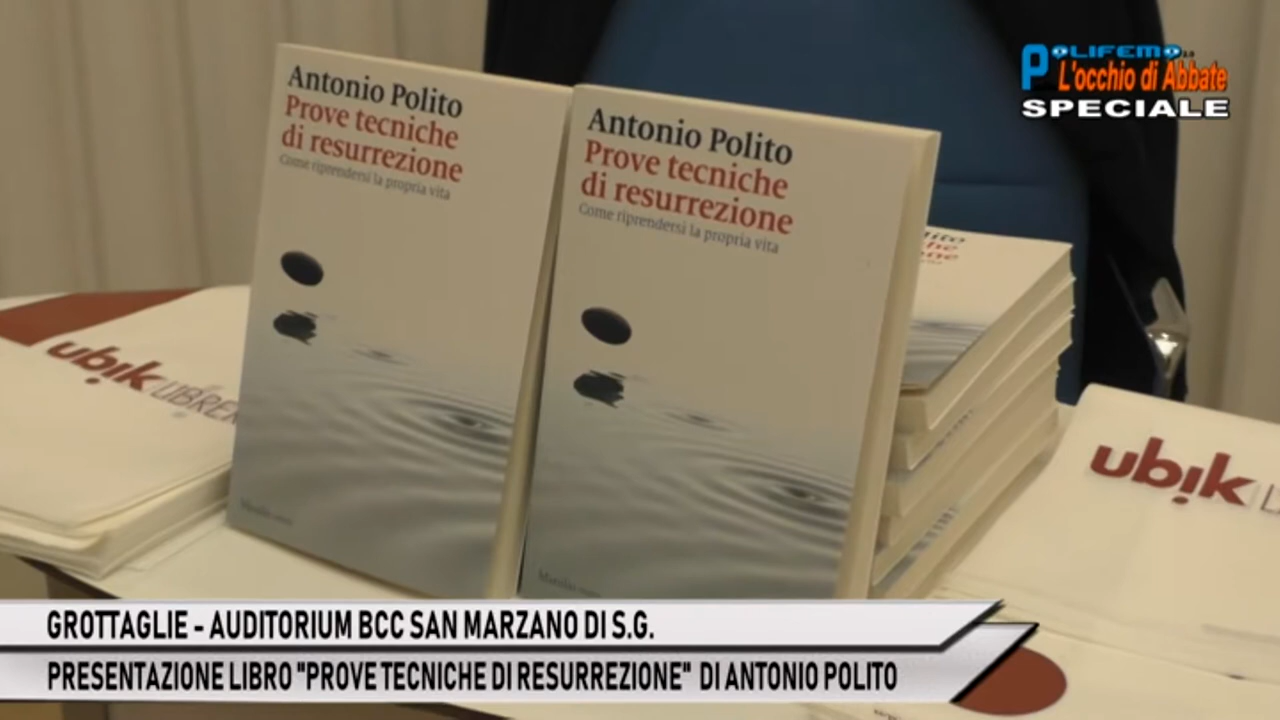 POLIFEMO
L'occhio di Abbate
SPECIALE
Antonio Polito
Prove tecniche
di resurrezione
Come riprendersi la propria vita
Antonio Polito
Prove tecniche
di resurrezione
Come riprendersi la propria vita
ubik LIBRER
ubik
GROTTAGLIE - AUDITORIUM BCC SAN MARZANO DI S.G.
PRESENTAZIONE LIBRO "PROVE TECNICHE DI RESURREZIONE" DI ANTONIO POLITO